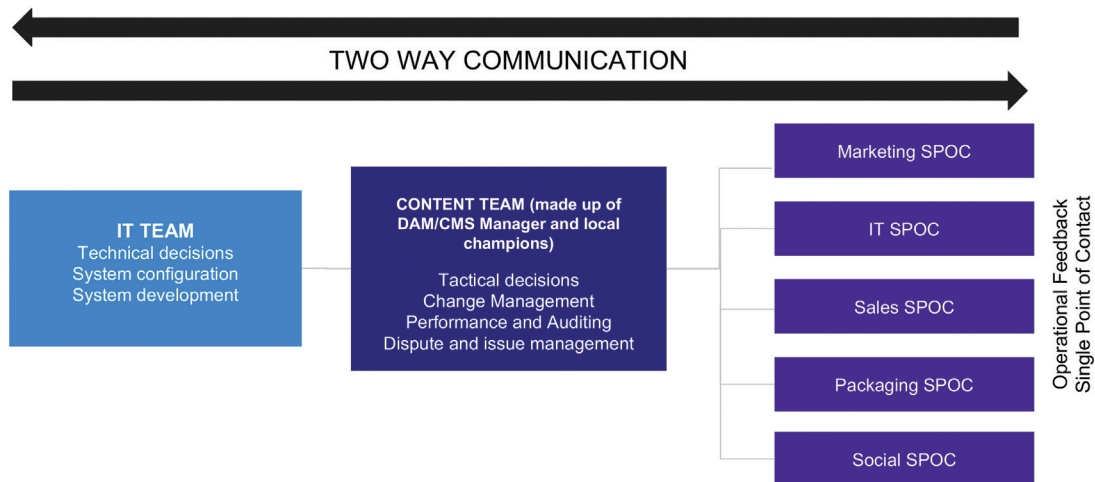 TWO WAY COMMUNICATION
IT TEAM
Technical decisions
System configuration
System development
CONTENT TEAM (made up of
DAM/CMS Manager and local
champions)
Tactical decisions
Change Management
Performance and Auditing
Dispute and issue management
Marketing SPOC
IT SPOC
Sales SPOC
Packaging SPOC
Social SPOC
Operational Feedback
Single Point of Contact